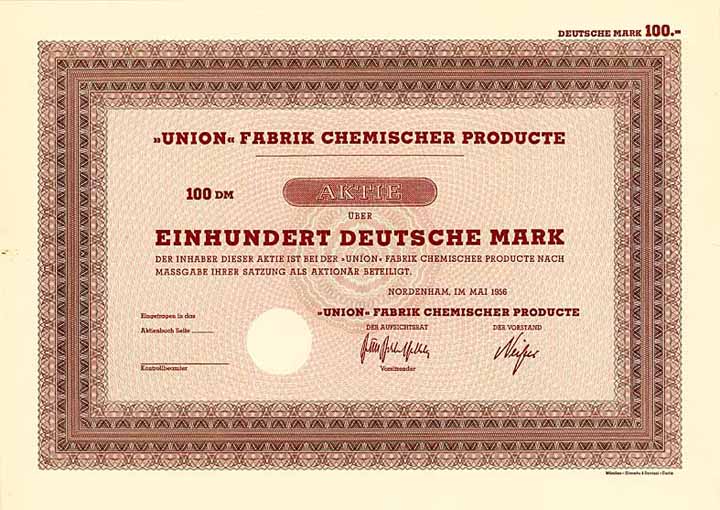 DEUTSCHE MARK 100.-
»UNION« FABRIK CHEMISCHER PRODUCTE
100 DM AKTIE
ÜBER
EINHUNDERT DEUTSCHE MARK
DER INHABER DIESER AKTIE IST BEI DER »UNION« FABRIK CHEMISCHER PRODUCTE NACH
MASSGABE IHRER SATZUNG ALS AKTIONÄR BETEILIGT.
NORDENHAM, IM MAI 1956
»UNION« FABRIK CHEMISCHER PRODUCTE
Eingetragen in das
Aktienbuch Seite
DER AUFSICHTSRAT DER VORSTAND
Kontrollbeamter
Vorsitzender